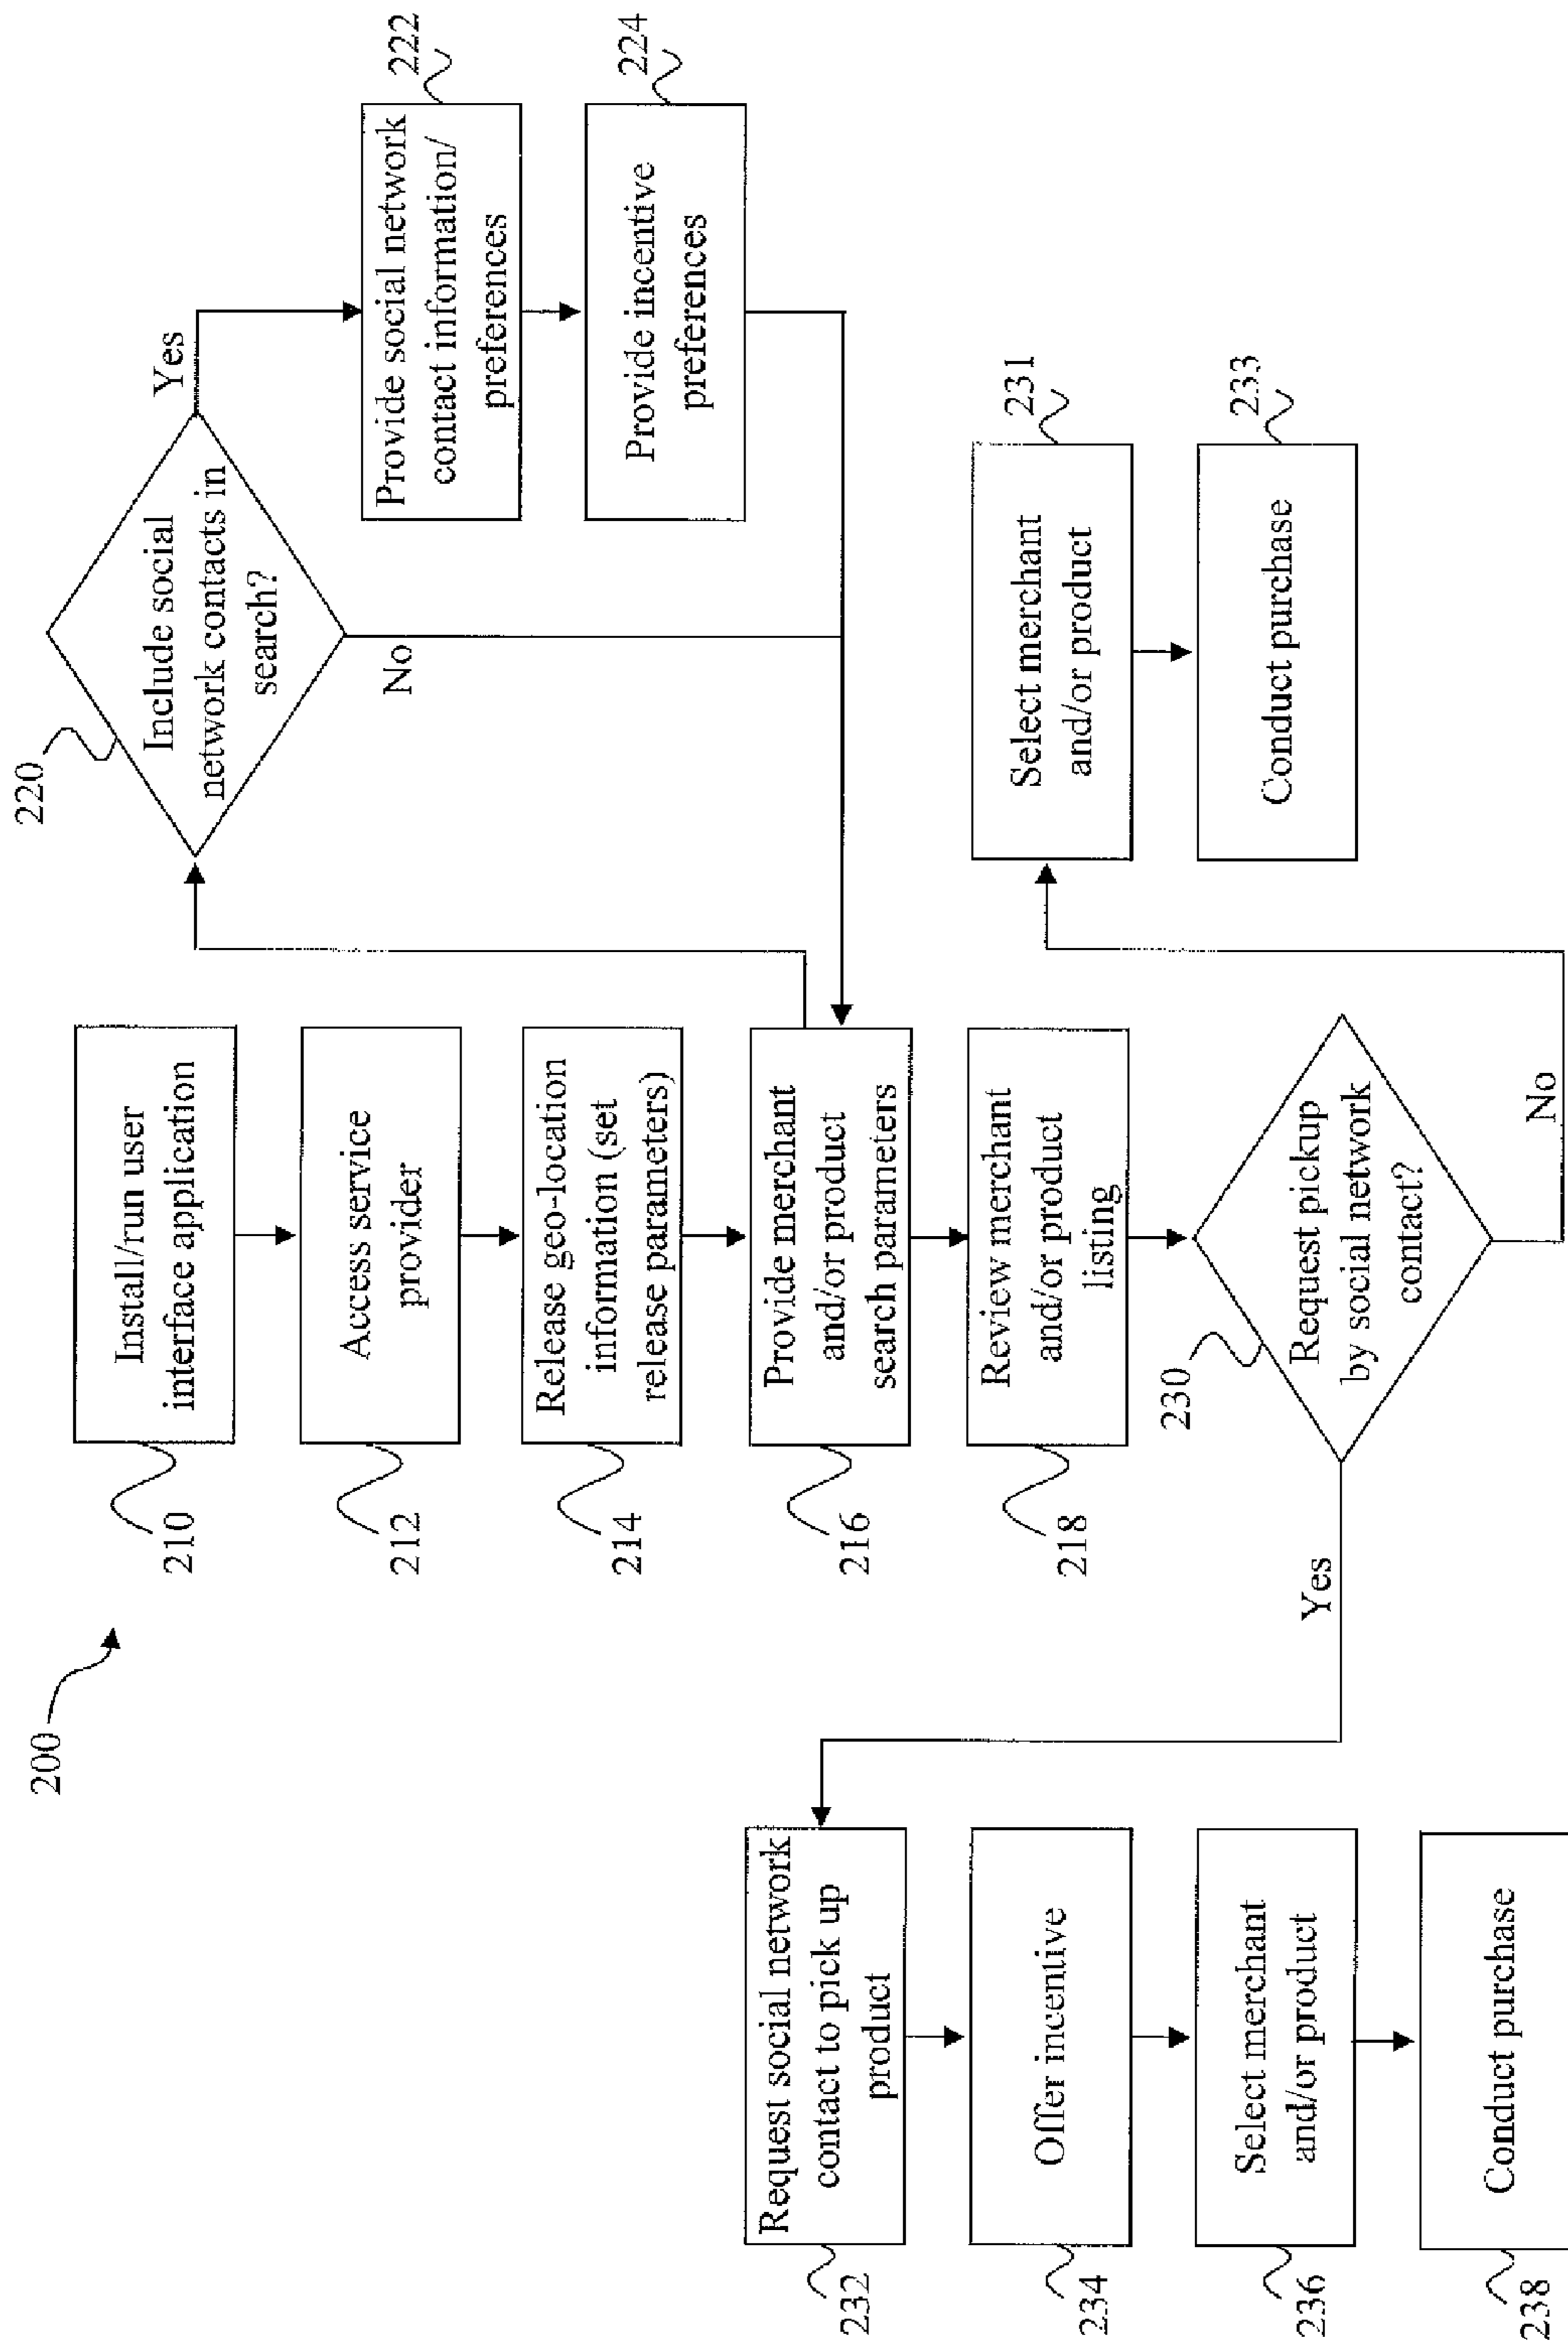 200
210
Install/run user
interface application
212
Access service
provider
214
Release geo-location
information (set
release parameters)
216
Provide merchant
and/or product
search parameters
218
Review merchant
and/or product
listing
220
Include social
network contacts in
search?
Yes
No
222
Provide social network
contact information/
preferences
224
Provide incentive
preferences
230
Request pickup
by social network
contact?
Yes
No
232
Request social network
contact to pick up
product
234
Offer incentive
236
Select merchant
and/or product
238
Conduct purchase
231
Select merchant
and/or product
233
Conduct purchase